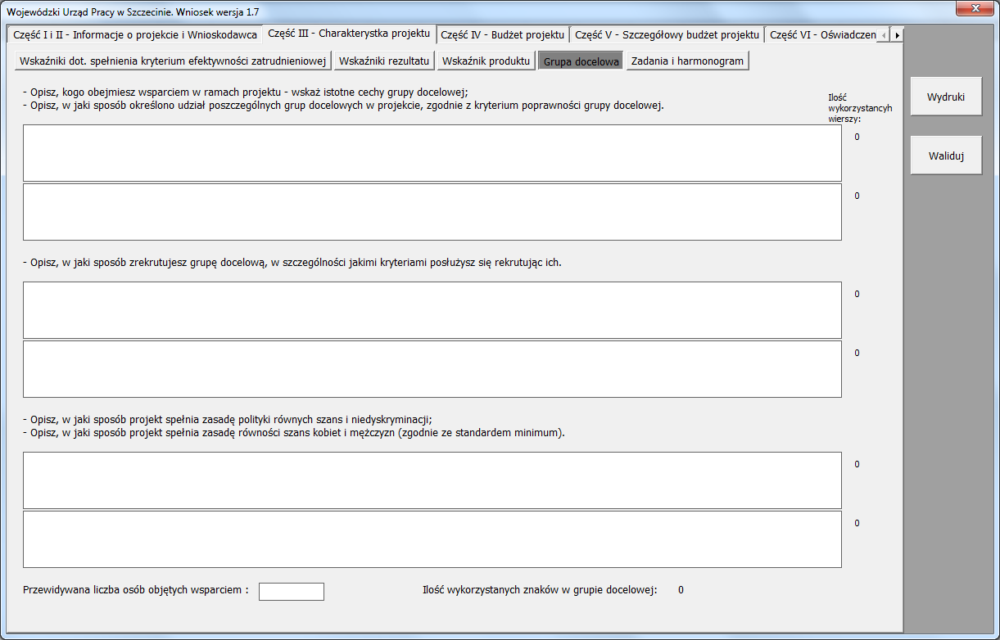 Wojewódzki Urząd Pracy w Szczecinie. Wniosek wersja 1.7
Część I i II - Informacje o projekcie i Wnioskodawca
Część III - Charakterystka projektu
Część IV - Budżet projektu
Część V - Szczegółowy budżet projektu
Część VI - Oświadczen
Wskaźniki dot. spełnienia kryterium efektywności zatrudnieniowej
Wskaźniki rezultatu
Wskaźnik produktu
Grupa docelowa
Zadania i harmonogram
- Opisz, kogo obejmiesz wsparciem w ramach projektu - wskaż istotne cechy grupy docelowej;
- Opisz, w jaki sposób określono udział poszczególnych grup docelowych w projekcie, zgodnie z kryterium poprawności grupy docelowej.
Ilość
wykorzystancyh
wierszy:
0
0
- Opisz, w jaki sposób zrekrutujesz grupę docelową, w szczególności jakimi kryteriami posłużysz się rekrutując ich.
0
0
- Opisz, w jaki sposób projekt spełnia zasadę polityki równych szans i niedyskryminacji;
- Opisz, w jaki sposób projekt spełnia zasadę równości szans kobiet i mężczyzn (zgodnie ze standardem minimum).
0
0
Przewidywana liczba osób objętych wsparciem :
Ilość wykorzystanych znaków w grupie docelowej: 0
Wydruki
Waliduj